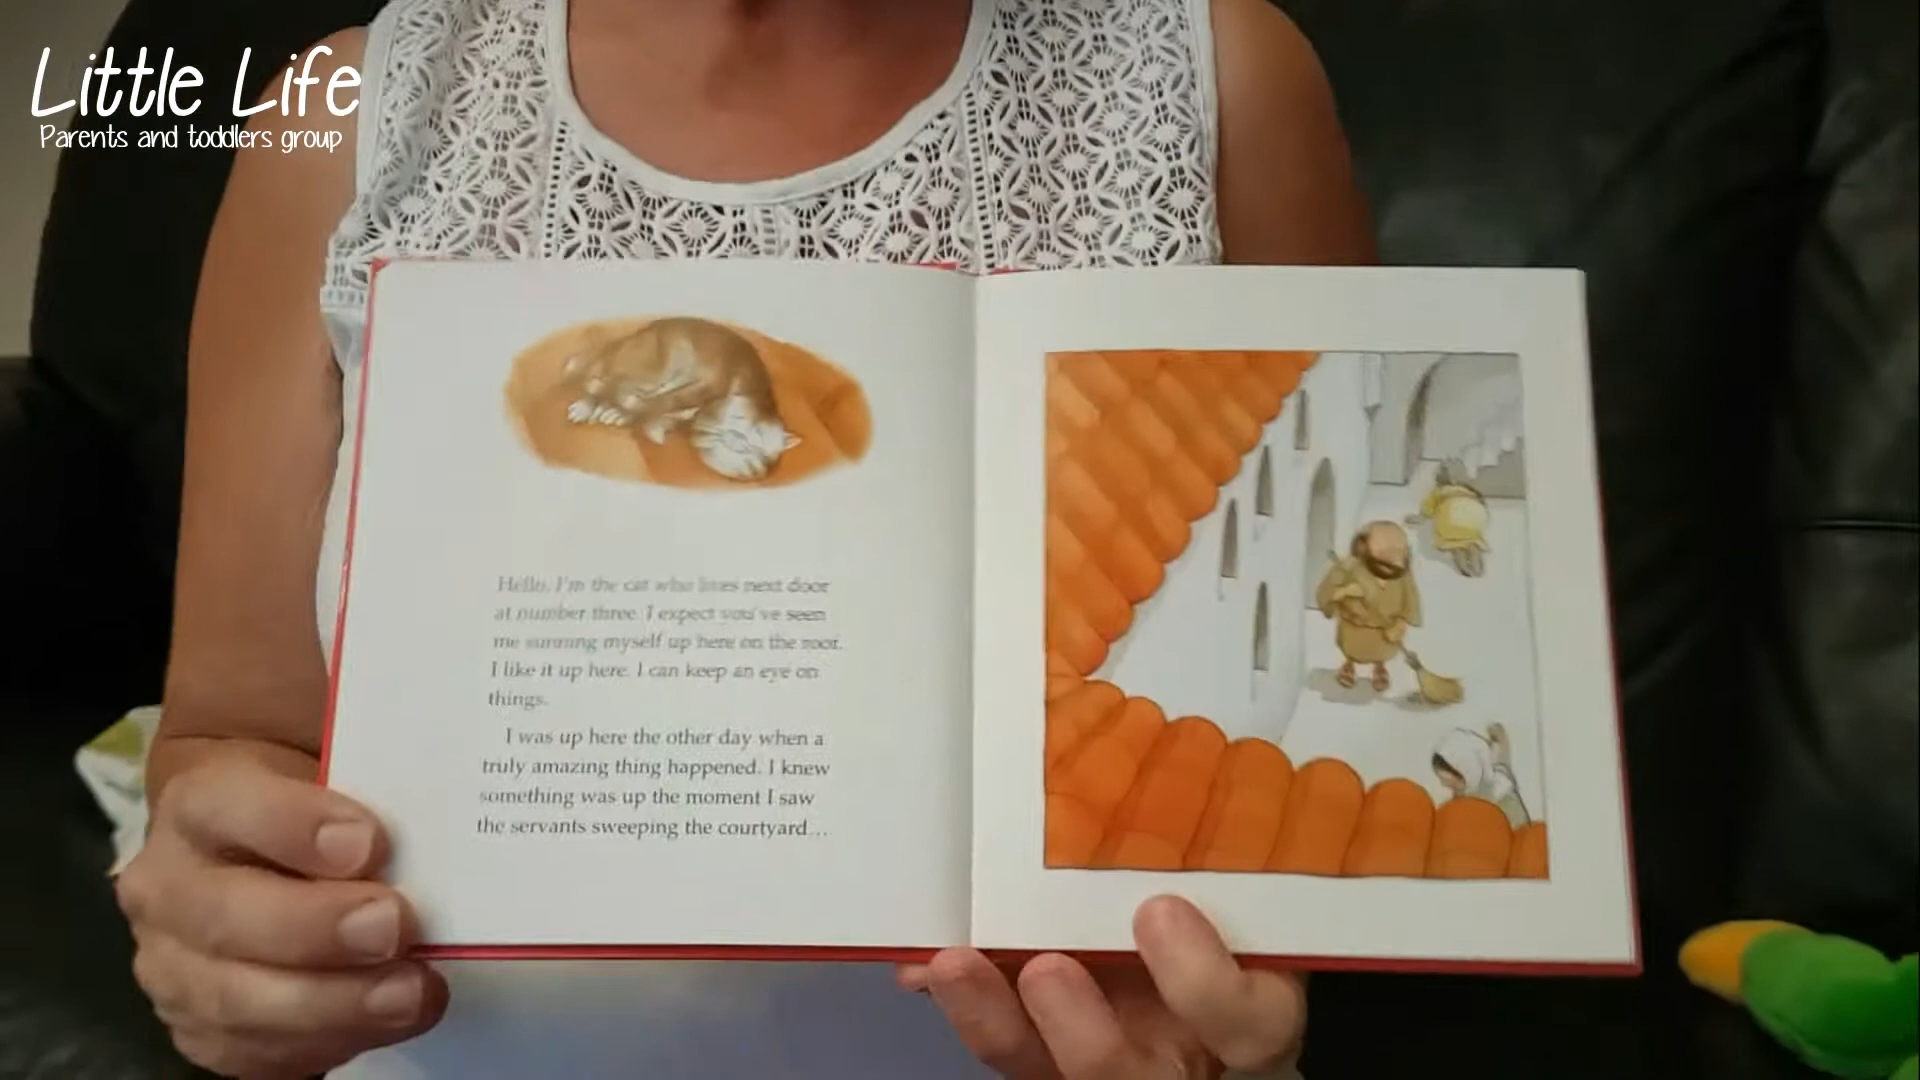 Little Life
Parents and toddlers group
Hello. I'm the cat who lives next door
at number three. I expect you've seen
me sunning myself up here on the roof.
I like it up here. I can keep an eye on
things.
I was up here the other day when a
truly amazing thing happened. I knew
something was up the moment I saw
the servants sweeping the courtyard…